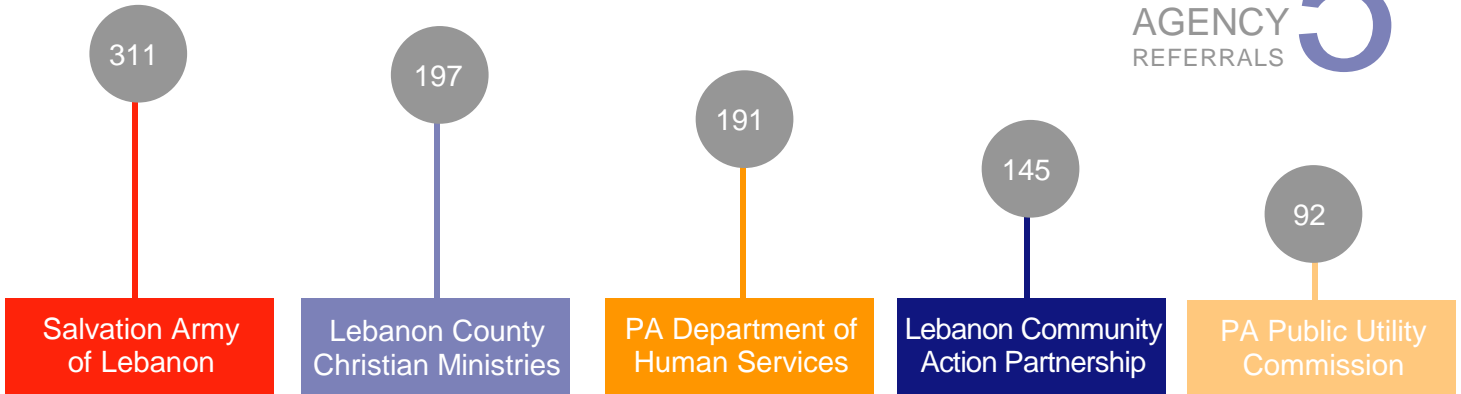 AGENCY
REFERRALS
311
197
191
145
92
Salvation Army
of Lebanon
Lebanon County
Christian Ministries
PA Department of
Human Services
Lebanon Community
Action Partnership
PA Public Utility
Commission